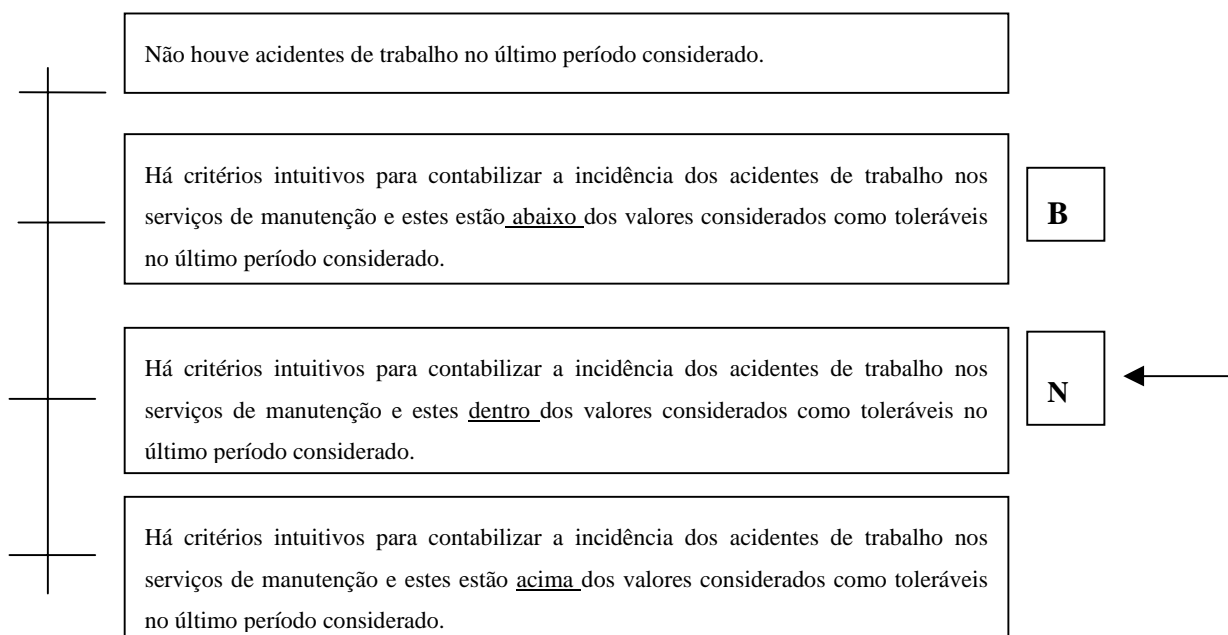 Não houve acidentes de trabalho no último período considerado.
Há critérios intuitivos para contabilizar a incidência dos acidentes de trabalho nos
serviços de manutenção e estes estão abaixo dos valores considerados como toleráveis
no último período considerado.
B
Há critérios intuitivos para contabilizar a incidência dos acidentes de trabalho nos
serviços de manutenção e estes dentro dos valores considerados como toleráveis no
último período considerado.
N
Há critérios intuitivos para contabilizar a incidência dos acidentes de trabalho nos
serviços de manutenção e estes estão acima dos valores considerados como toleráveis
no último período considerado.